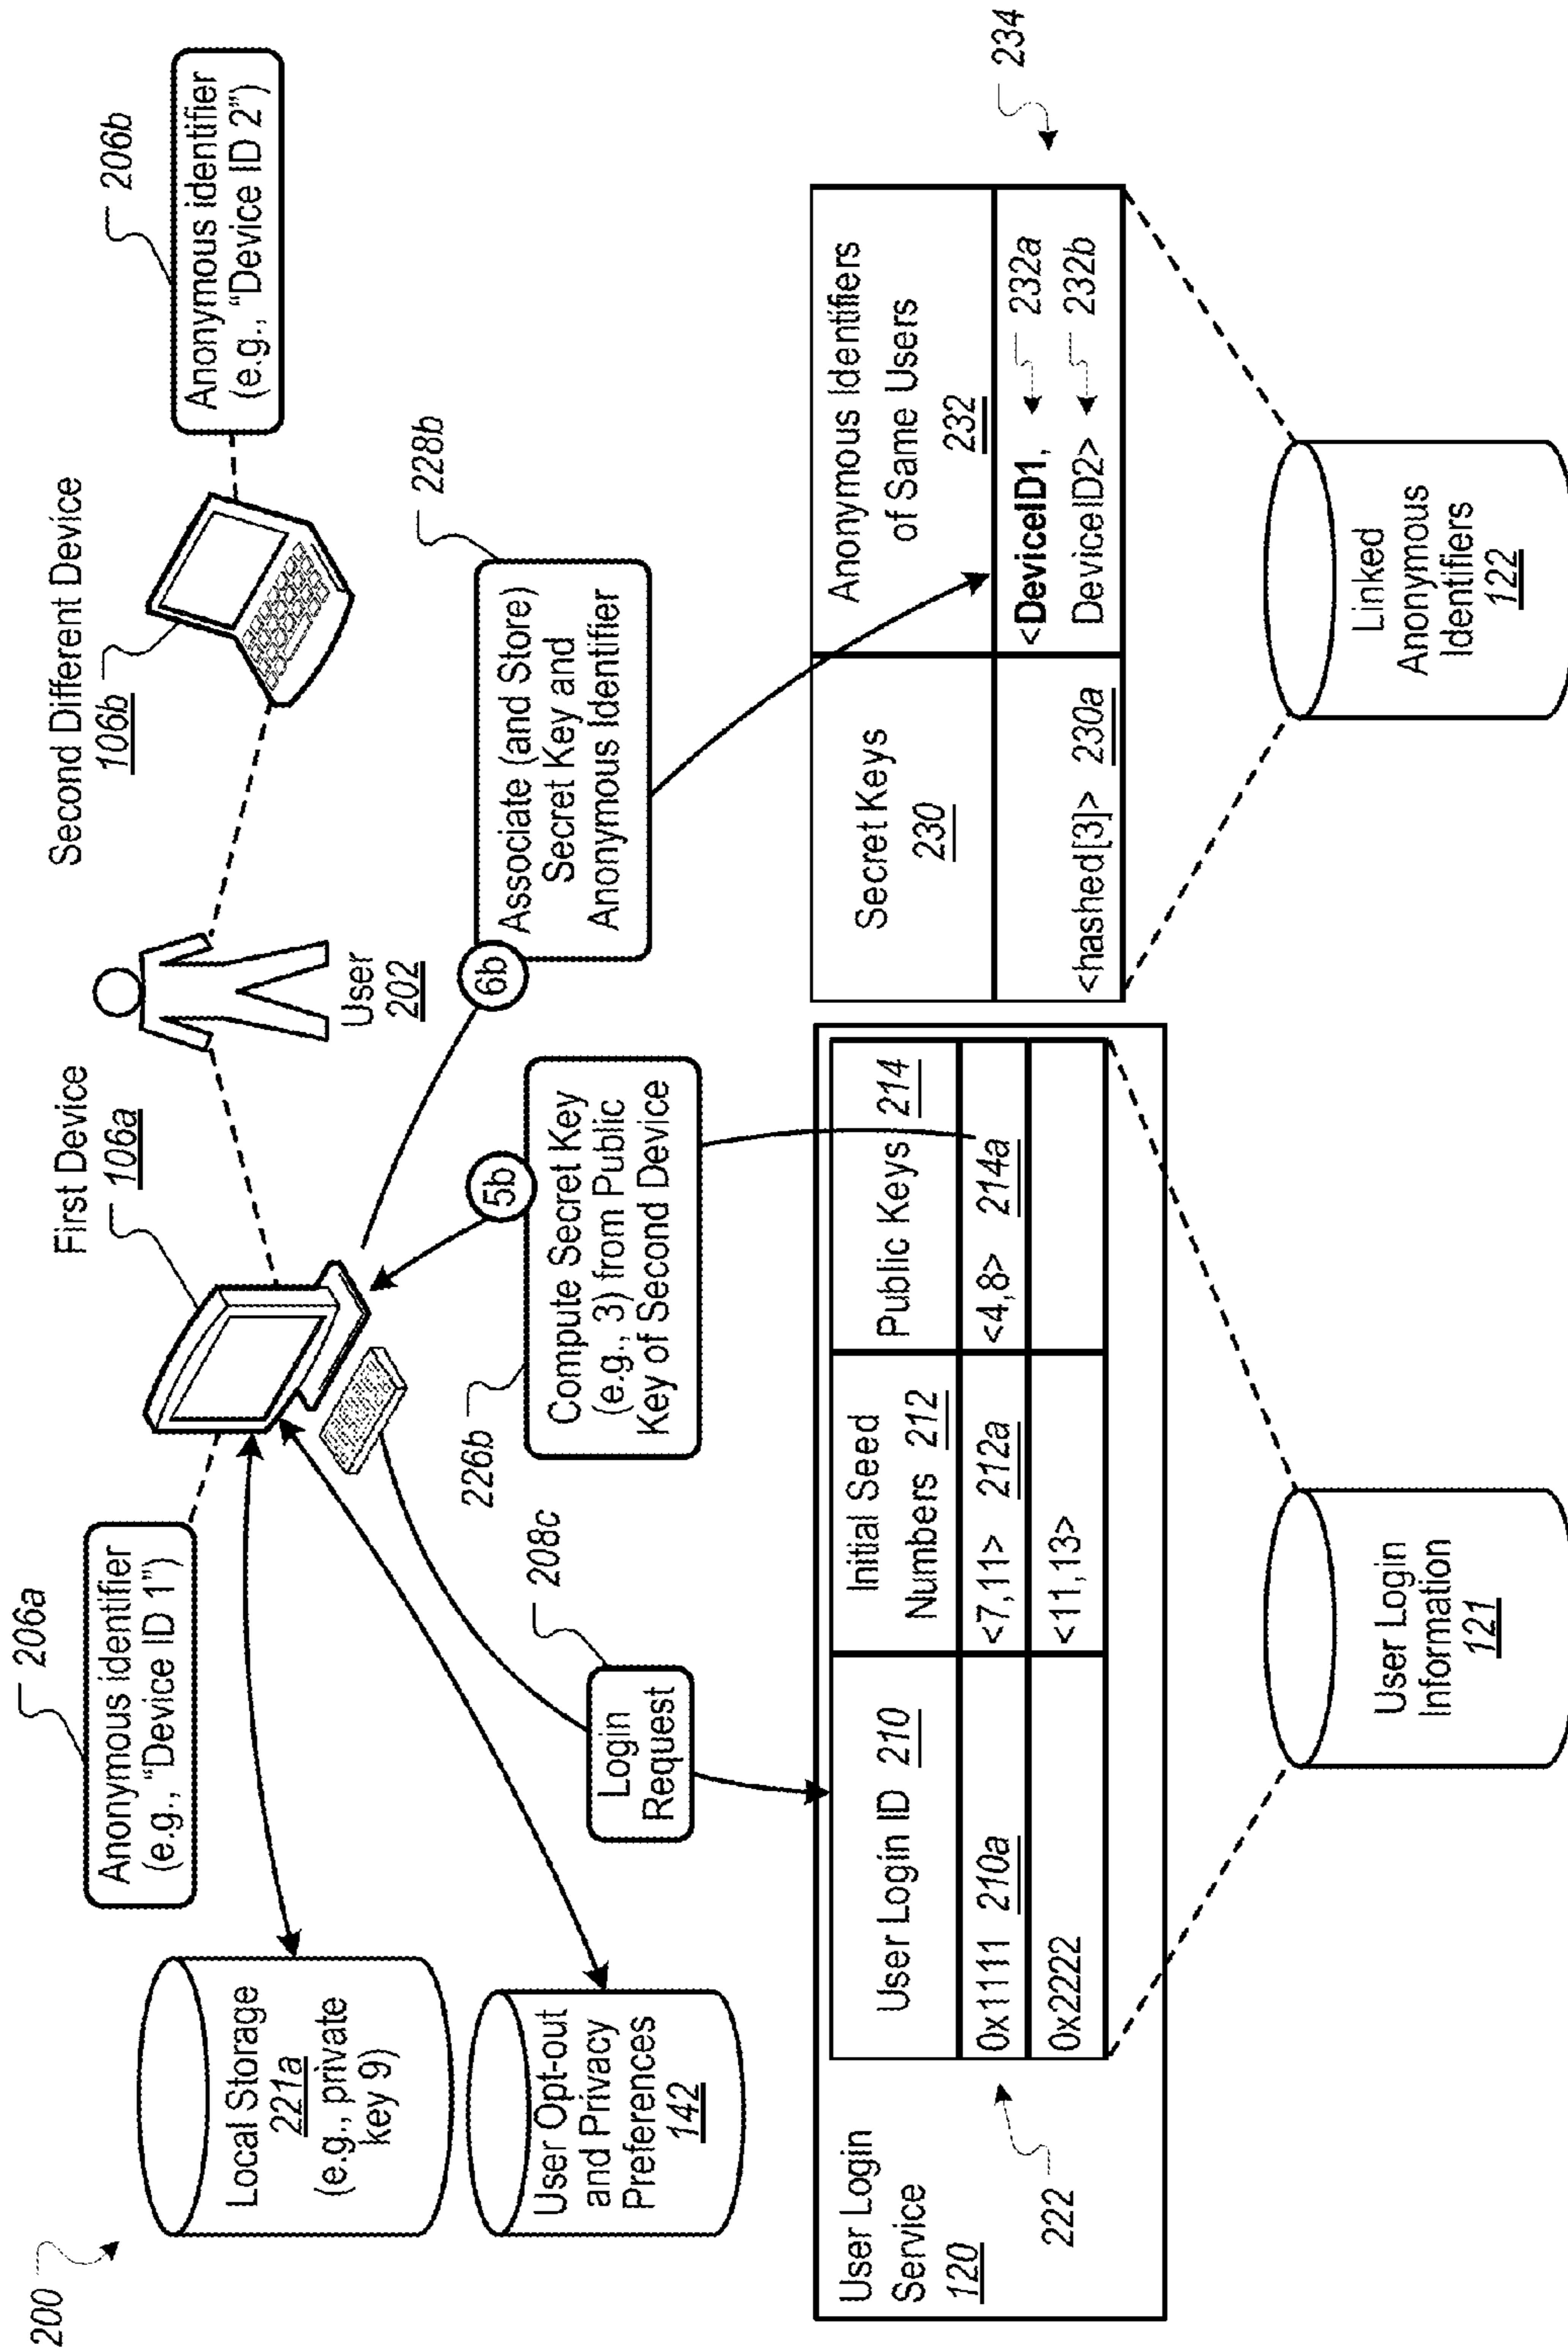 200
Local Storage
221a
(e.g., private
key 9)
User Opt-out
and Privacy
Preferences
142
206a
Anonymous identifier
(e.g., “Device ID 1”)
First Device
106a
User
202
Second Different Device
106b
206b
Anonymous identifier
(e.g., “Device ID 2”)
208c
Login
Request
226b
5b
Compute Secret Key
(e.g., 3) from Public
Key of Second Device
6b
228b
Associate (and Store)
Secret Key and
Anonymous Identifier
User Login
Service
120
222
User Login ID 210
Initial Seed
Numbers 212
Public Keys 214
0x1111 210a
<7,11> 212a
<4,8> 214a
0x2222
<11,13>
User Login
Information
121
234
Secret Keys
230
Anonymous Identifiers
of Same Users
232
<hashed[3]> 230a
<DeviceID1, 232a
DeviceID2> 232b
Linked
Anonymous
Identifiers
122